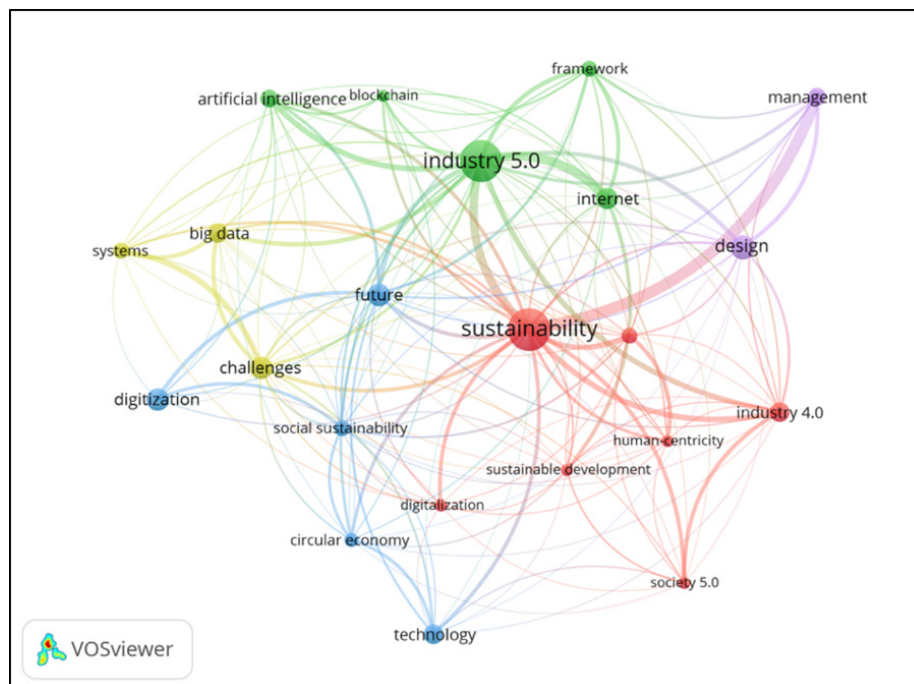 framework
artificial intelligence
blockchain
management
industry 5.0
internet
big data
systems
design
future
sustainability
challenges
digitization
social sustainability
industry 4.0
human-centricity
sustainable development
digitalization
circular economy
society 5.0
technology
VOSviewer